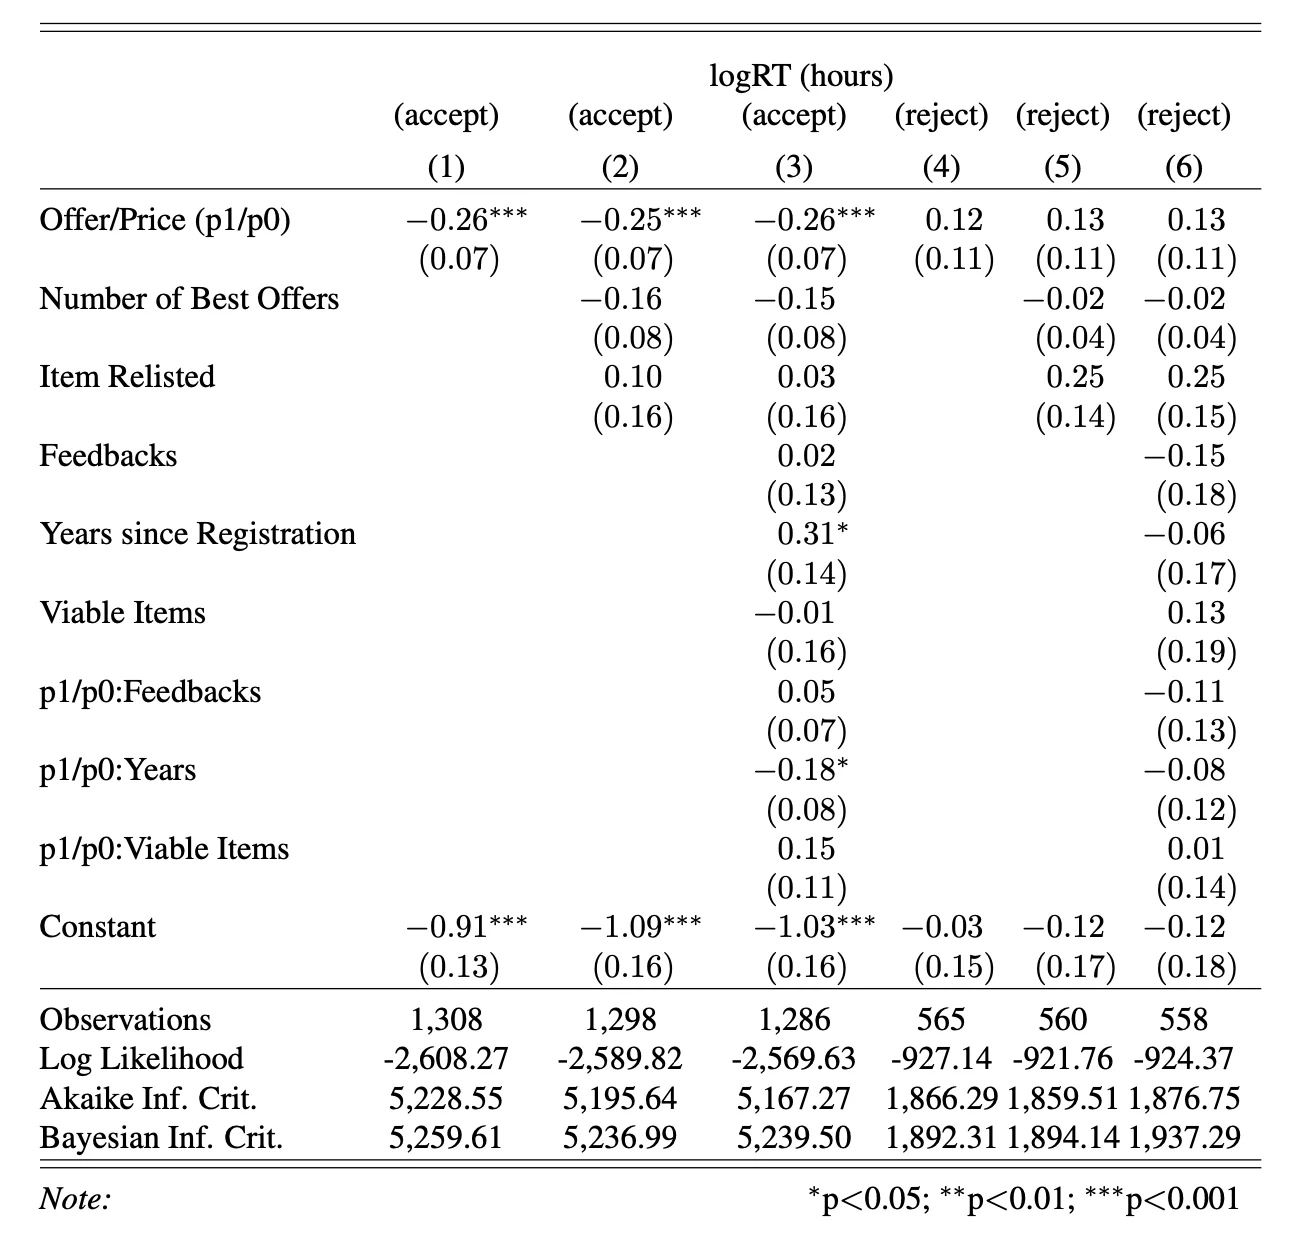 logRT (hours)
(accept) (accept) (accept) (reject) (reject) (reject)
(1) (2) (3) (4) (5) (6)
Offer/Price (p1/p0) −0.26*** −0.25*** −0.26*** 0.12 0.13 0.13
(0.07) (0.07) (0.07) (0.11) (0.11) (0.11)
Number of Best Offers −0.16 −0.15 −0.02 −0.02
(0.08) (0.08) (0.04) (0.04)
Item Relisted 0.10 0.03 0.25 0.25
(0.16) (0.16) (0.14) (0.15)
Feedbacks 0.02 −0.15
(0.13) (0.18)
Years since Registration 0.31* −0.06
(0.14) (0.17)
Viable Items −0.01 0.13
(0.16) (0.19)
p1/p0:Feedbacks 0.05 −0.11
(0.07) (0.13)
p1/p0:Years −0.18* −0.08
(0.08) (0.12)
p1/p0:Viable Items 0.15 0.01
(0.11) (0.14)
Constant −0.91*** −1.09*** −1.03*** −0.03 −0.12 −0.12
(0.13) (0.16) (0.16) (0.15) (0.17) (0.18)
Observations 1,308 1,298 1,286 565 560 558
Log Likelihood -2,608.27 -2,589.82 -2,569.63 -927.14 -921.76 -924.37
Akaike Inf. Crit. 5,228.55 5,195.64 5,167.27 1,866.29 1,859.51 1,876.75
Bayesian Inf. Crit. 5,259.61 5,236.99 5,239.50 1,892.31 1,894.14 1,937.29
Note: *p<0.05; **p<0.01; ***p<0.001